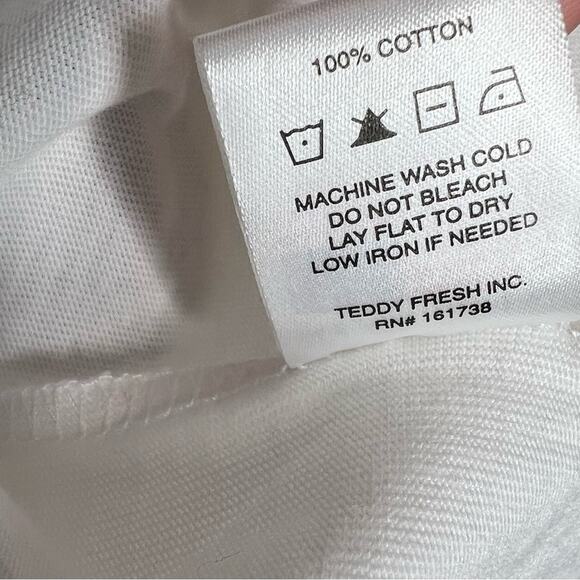 100% COTTON
MACHINE WASH COLD
DO NOT BLEACH
LAY FLAT TO DRY
LOW IRON IF NEEDED
TEDDY FRESH INC.
RN# 161738